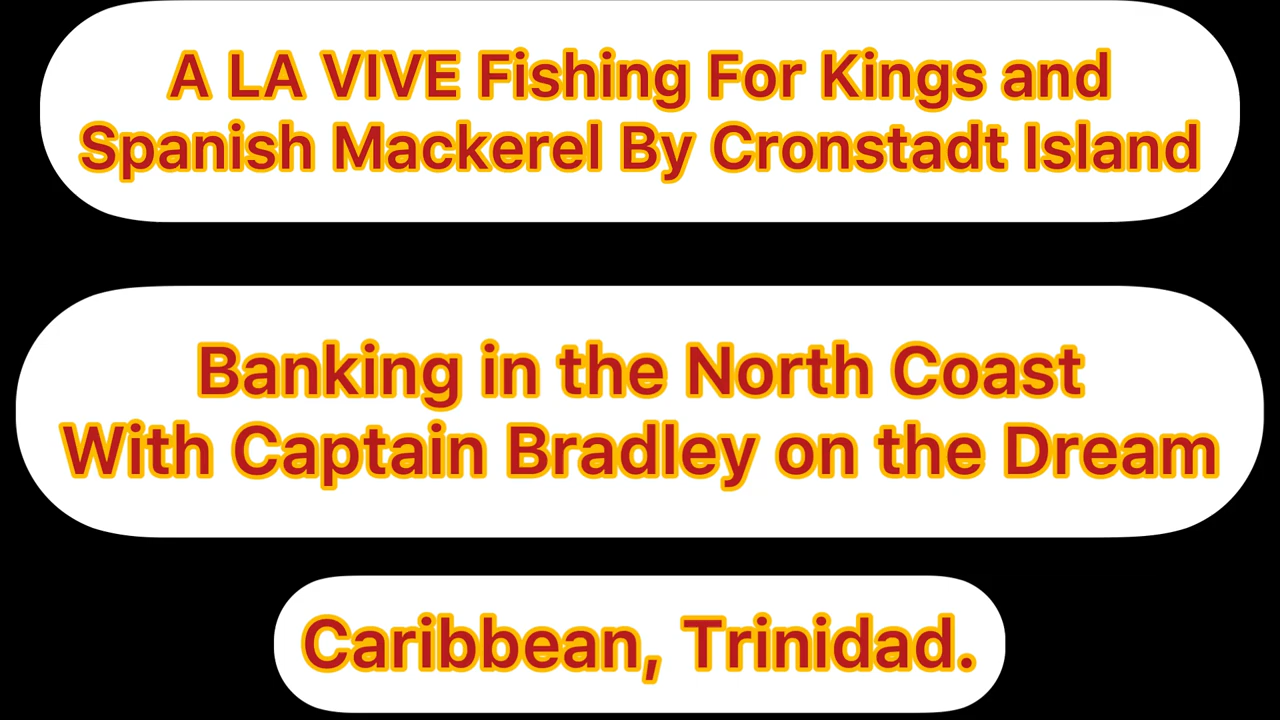 A LA VIVE Fishing For Kings and
Spanish Mackerel By Cronstadt Island
Banking in the North Coast
With Captain Bradley on the Dream
Caribbean, Trinidad.